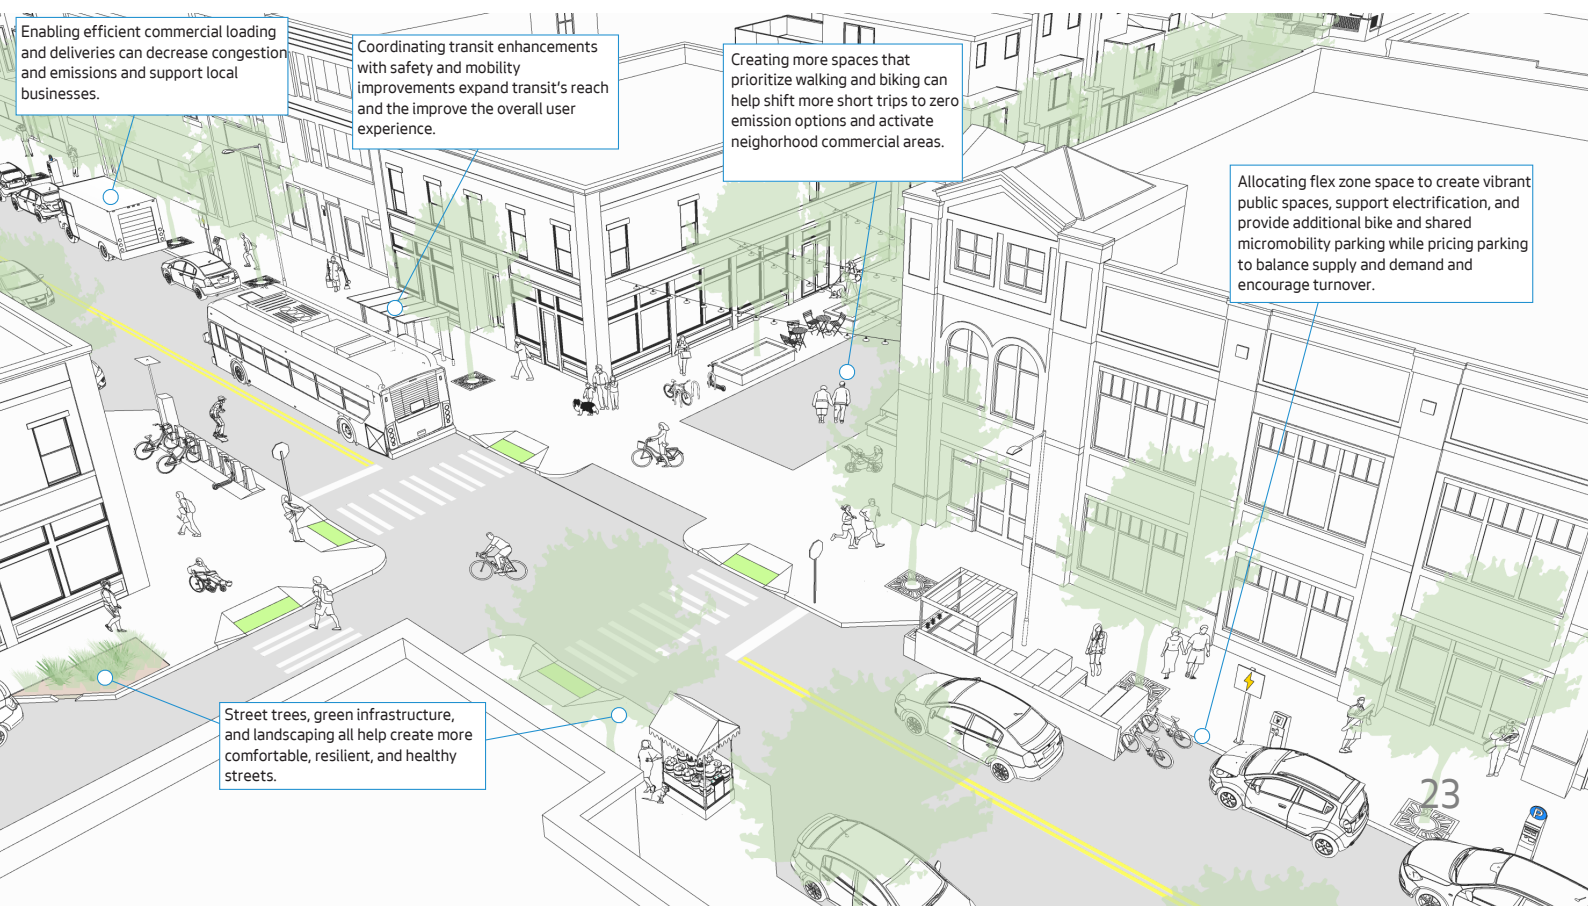 Enabling efficient commercial loading
and deliveries can decrease congestion
and emissions and support local
businesses.
Coordinating transit enhancements
with safety and mobility
improvements expand transit's reach
and the improve the overall user
experience.
Creating more spaces that
prioritize walking and biking can
help shift more short trips to zero
emission options and activate
neighorhood commercial areas.
Allocating flex zone space to create vibrant
public spaces, support electrification, and
provide additional bike and shared
micromobility parking while pricing parking
to balance supply and demand and
encourage turnover.
Street trees, green infrastructure,
and landscaping all help create more
comfortable, resilient, and healthy
streets.
23
P